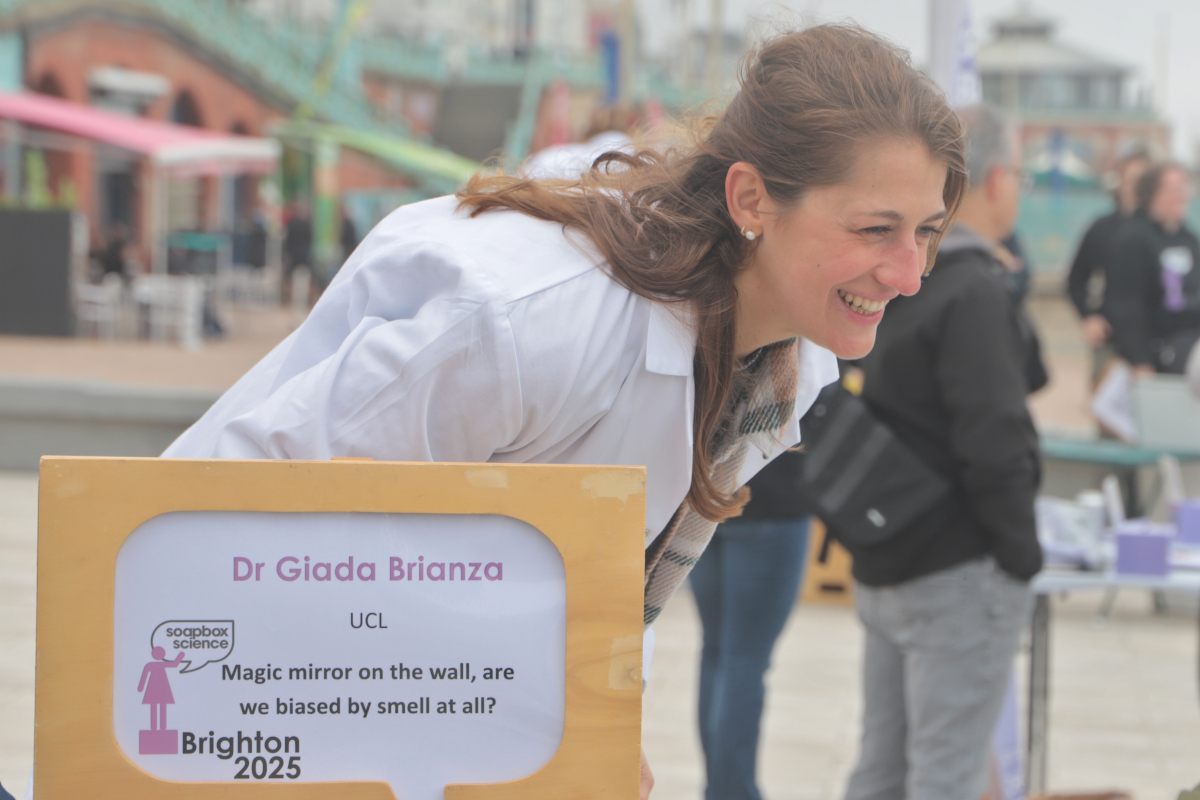 Dr Giada Brianza
UCL
soapbox
science
Magic mirror on the wall, are
we biased by smell at all?
Brighton
2025